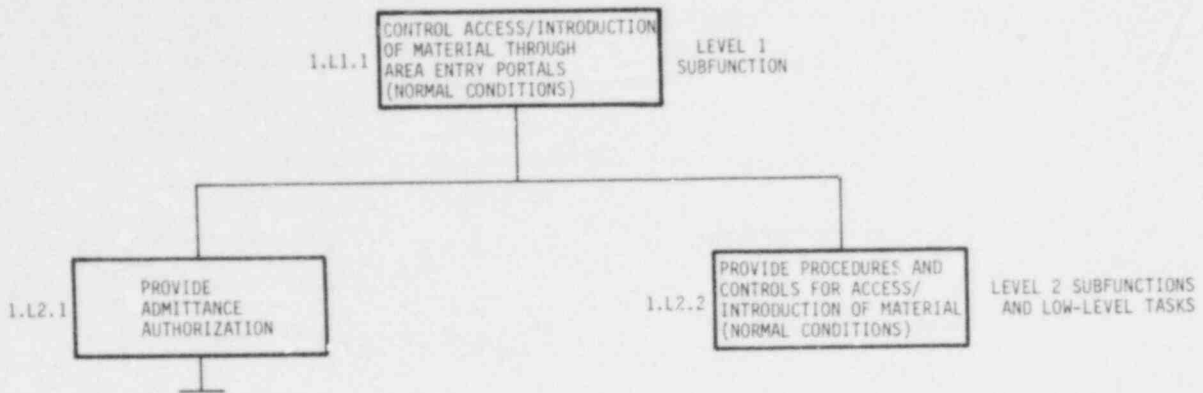 1.L1.1
CONTROL ACCESS/INTRODUCTION
OF MATERIAL THROUGH
AREA ENTRY PORTALS
(NORMAL CONDITIONS)
LEVEL 1
SUBFUNCTION
1.L2.1
PROVIDE
ADMITTANCE
AUTHORIZATION
1.L2.2
PROVIDE PROCEDURES AND
CONTROLS FOR ACCESS/
INTRODUCTION OF MATERIAL
(NORMAL CONDITIONS)
LEVEL 2 SUBFUNCTIONS
AND LOW-LEVEL TASKS